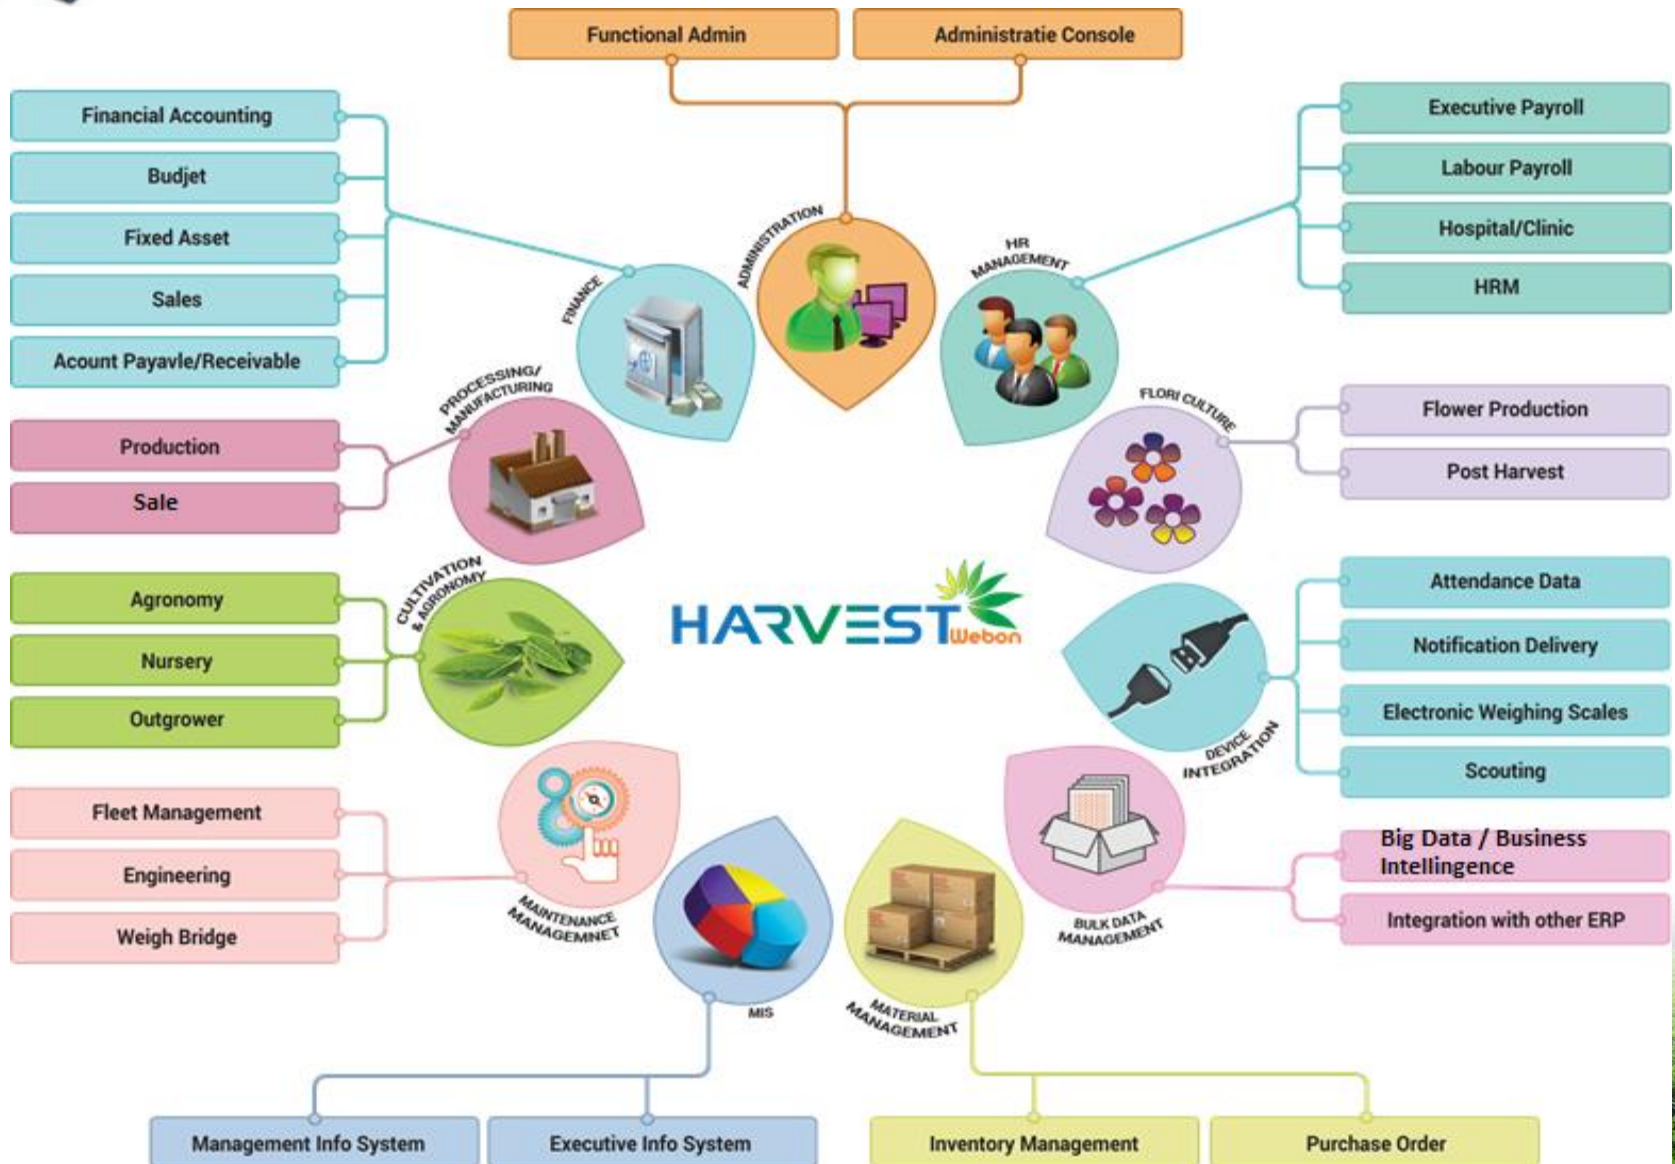 Functional Admin
Administratie Console
Financial Accounting
Budjet
Fixed Asset
Sales
Acount Payavle/Receivable
FINANCE
ADMINISTRATION
HR
MANAGEMENT
Executive Payroll
Labour Payroll
Hospital/Clinic
HRM
PROCESSING/
MANUFACTURING
Production
Sale
FLORI CULTURE
Flower Production
Post Harvest
CULTIVATION
& AGRONOMY
Agronomy
Nursery
Outgrower
HARVEST
Webon
Attendance Data
Notification Delivery
Electronic Weighing Scales
Scouting
DEVICE
INTEGRATION
Fleet Management
Engineering
Weigh Bridge
MAINTENANCE
MANAGEMNET
BULK DATA
MANAGEMENT
Big Data / Business
Intellingence
Integration with other ERP
MIS
MATERIAL
MANAGEMENT
Management Info System
Executive Info System
Inventory Management
Purchase Order